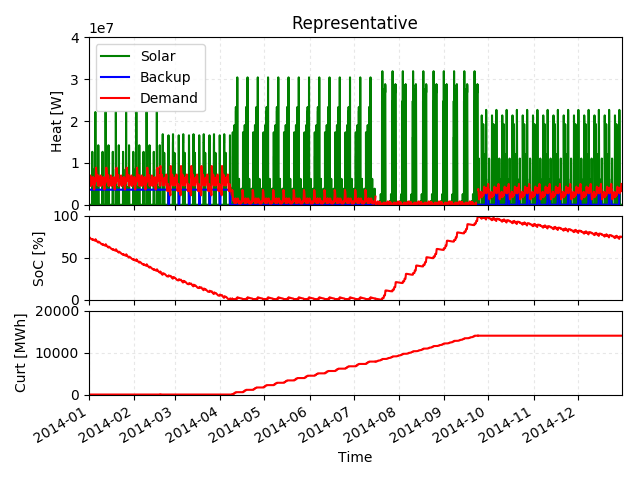 Representative
1e7
4
3
2
1
0
Heat [W]
Solar
Backup
Demand
100
50
0
SoC [%]
20000
10000
0
Curt [MWh]
2014-01
2014-02
2014-03
2014-04
2014-05
2014-06
2014-07
2014-08
2014-09
2014-10
2014-11
2014-12
Time